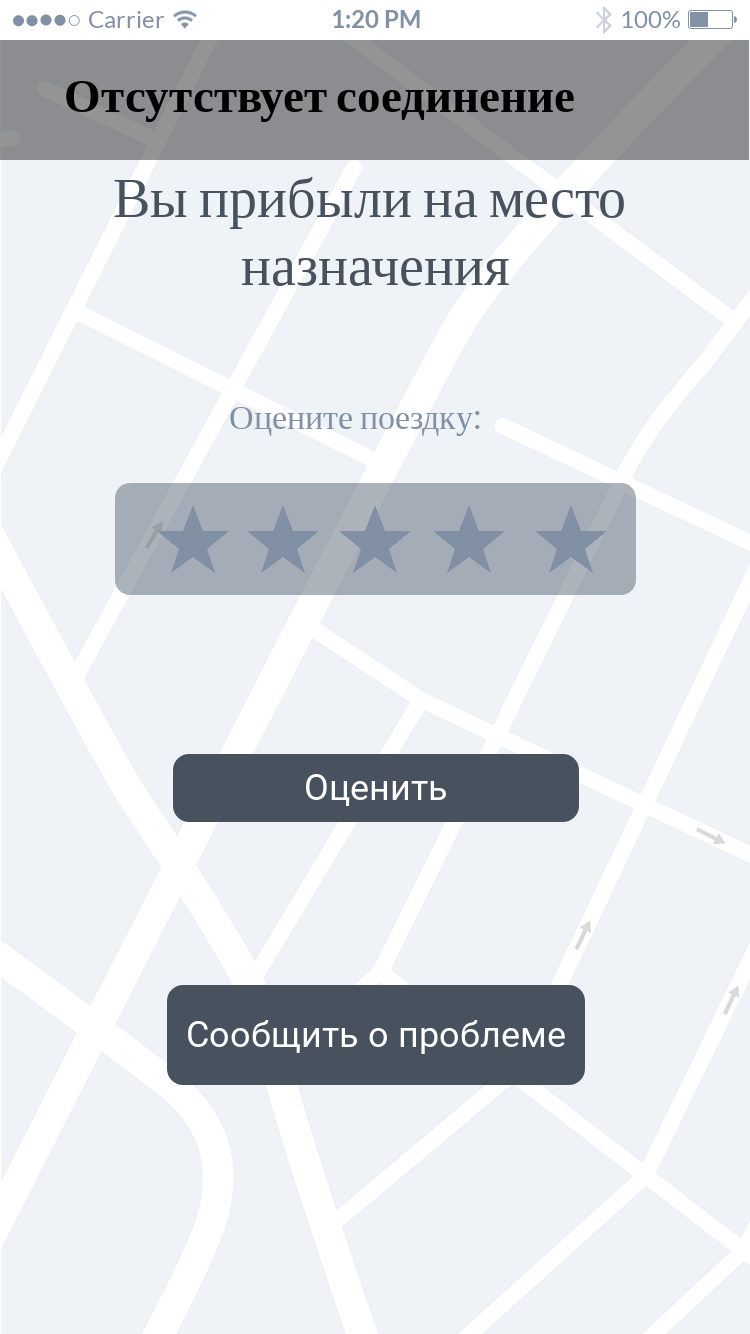 Carrier 1:20 PM 100%
Отсутствует соединение
Вы прибыли на место
назначения
Оцените поездку:
Оценить
Сообщить о проблеме